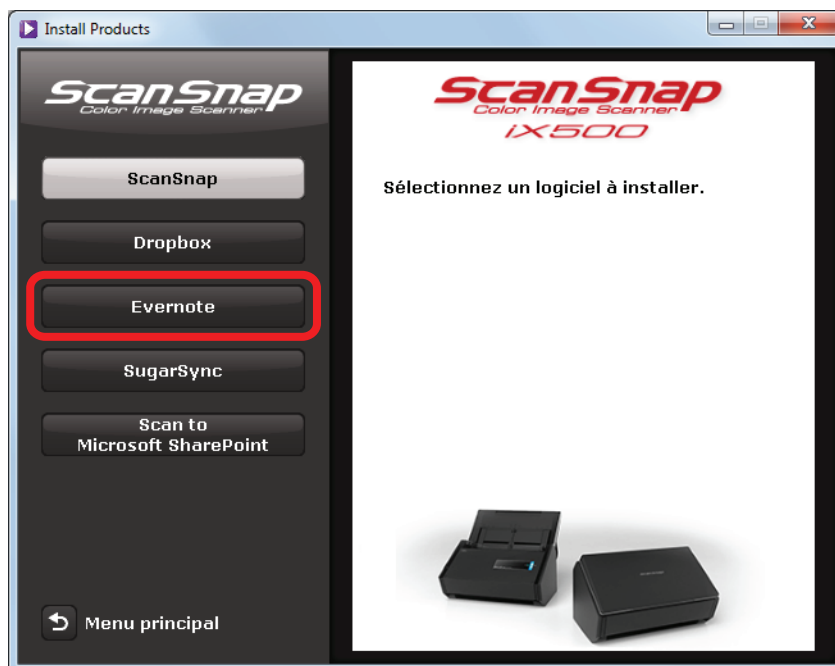 Install Products
ScanSnap
Color Image Scanner
ScanSnap
Dropbox
Evernote
SugarSync
Scan to
Microsoft SharePoint
Menu principal
ScanSnap
Color Image Scanner
iX500
Sélectionnez un logiciel à installer.